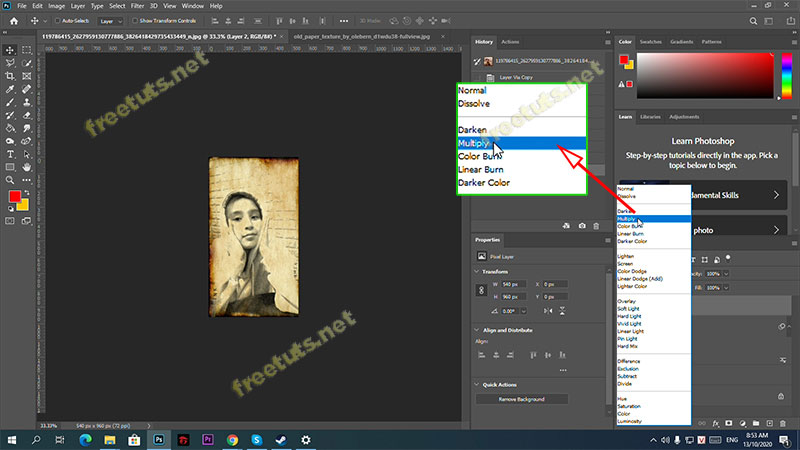 File Edit Image Layer Type Select Filter 3D View Window Help
Auto-Select: Layer Show Transform Controls 3D Mode:
119786415_2627959130777886_3826418429735433449_n.jpg @ 33.3% (Layer 2, RGB/8#) *
old_paper_texture_by_olebern_d1wdu38-fullview.jpg
freetuts.net
freetuts.net
freetuts.net
History Actions
119786415_2627959130777886_38264184...
Layer Via Copy
Normal
Dissolve
Darken
Multiply
Color Burn
Linear Burn
Darker Color
Properties
Pixel Layer
Transform
W 540 px X 0 px
H 960 px Y 0 px
0.00°
Align and Distribute
Align:
Quick Actions
Remove Background
Color Swatches Gradients Patterns
Learn Libraries Adjustments
Learn Photoshop
Step-by-step tutorials directly in the app. Pick a
topic below to begin.
damental Skills
photo
Normal
Dissolve
Darken
Multiply
Color Burn
Linear Burn
Darker Color
Lighten
Screen
Color Dodge
Linear Dodge (Add)
Lighter Color
Overlay
Soft Light
Hard Light
Vivid Light
Linear Light
Pin Light
Hard Mix
Difference
Exclusion
Subtract
Divide
Hue
Saturation
Color
Luminosity
100%
Fill: 100%
33.33% 540 px x 960 px (72 ppi)
ENG
8:53 AM
13/10/2020